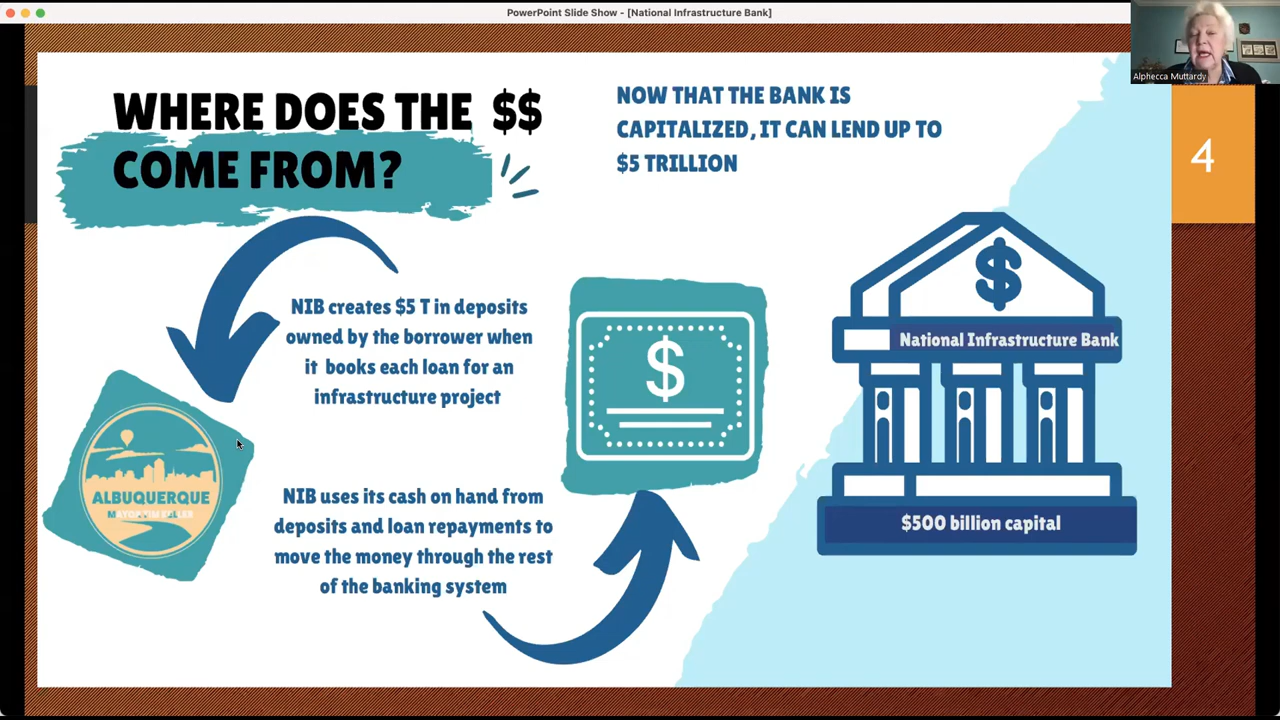 PowerPoint Slide Show - [National Infrastructure Bank]
Alphecca Muttardy
WHERE DOES THE $$
COME FROM?
NOW THAT THE BANK IS
CAPITALIZED, IT CAN LEND UP TO
$5 TRILLION
4
NIB creates $5 T in deposits
owned by the borrower when
it books each loan for an
infrastructure project
$
$
National Infrastructure Bank
ALBUQUERQUE
MAYOR TIM KELLER
NIB uses its cash on hand from
deposits and loan repayments to
move the money through the rest
of the banking system
$500 billion capital